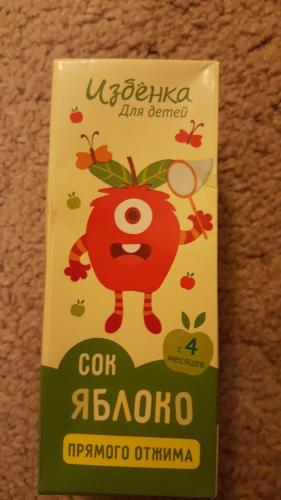 Избёнка
Для детей
с 4
месяцев
СОК
ЯБЛОКО
ПРЯМОГО ОТЖИМА